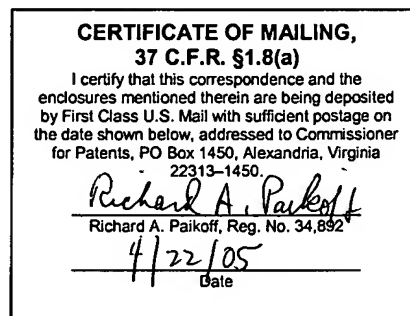 CERTIFICATE OF MAILING,
37 C.F.R. §1.8(a)
I certify that this correspondence and the
enclosures mentioned therein are being deposited
by First Class U.S. Mail with sufficient postage on
the date shown below, addressed to Commissioner
for Patents, PO Box 1450, Alexandria, Virginia
22313–1450.
Richard A. Paikoff
Richard A. Paikoff, Reg. No. 34,892
4/22/05
Date